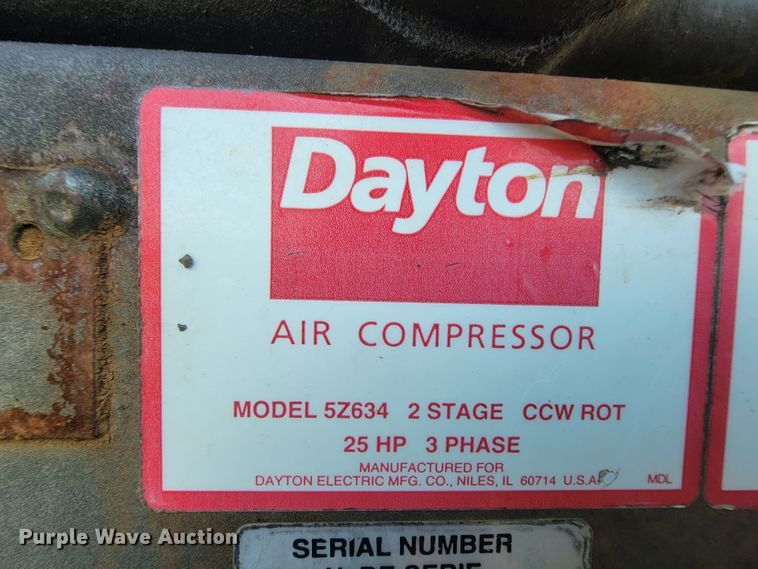 Dayton
AIR COMPRESSOR
MODEL 5Z634 2 STAGE CCW ROT
25 HP 3 PHASE
MANUFACTURED FOR
DAYTON ELECTRIC MFG. CO., NILES, IL 60714 U.S.A.
MDL
Purple Wave Auction
SERIAL NUMBER